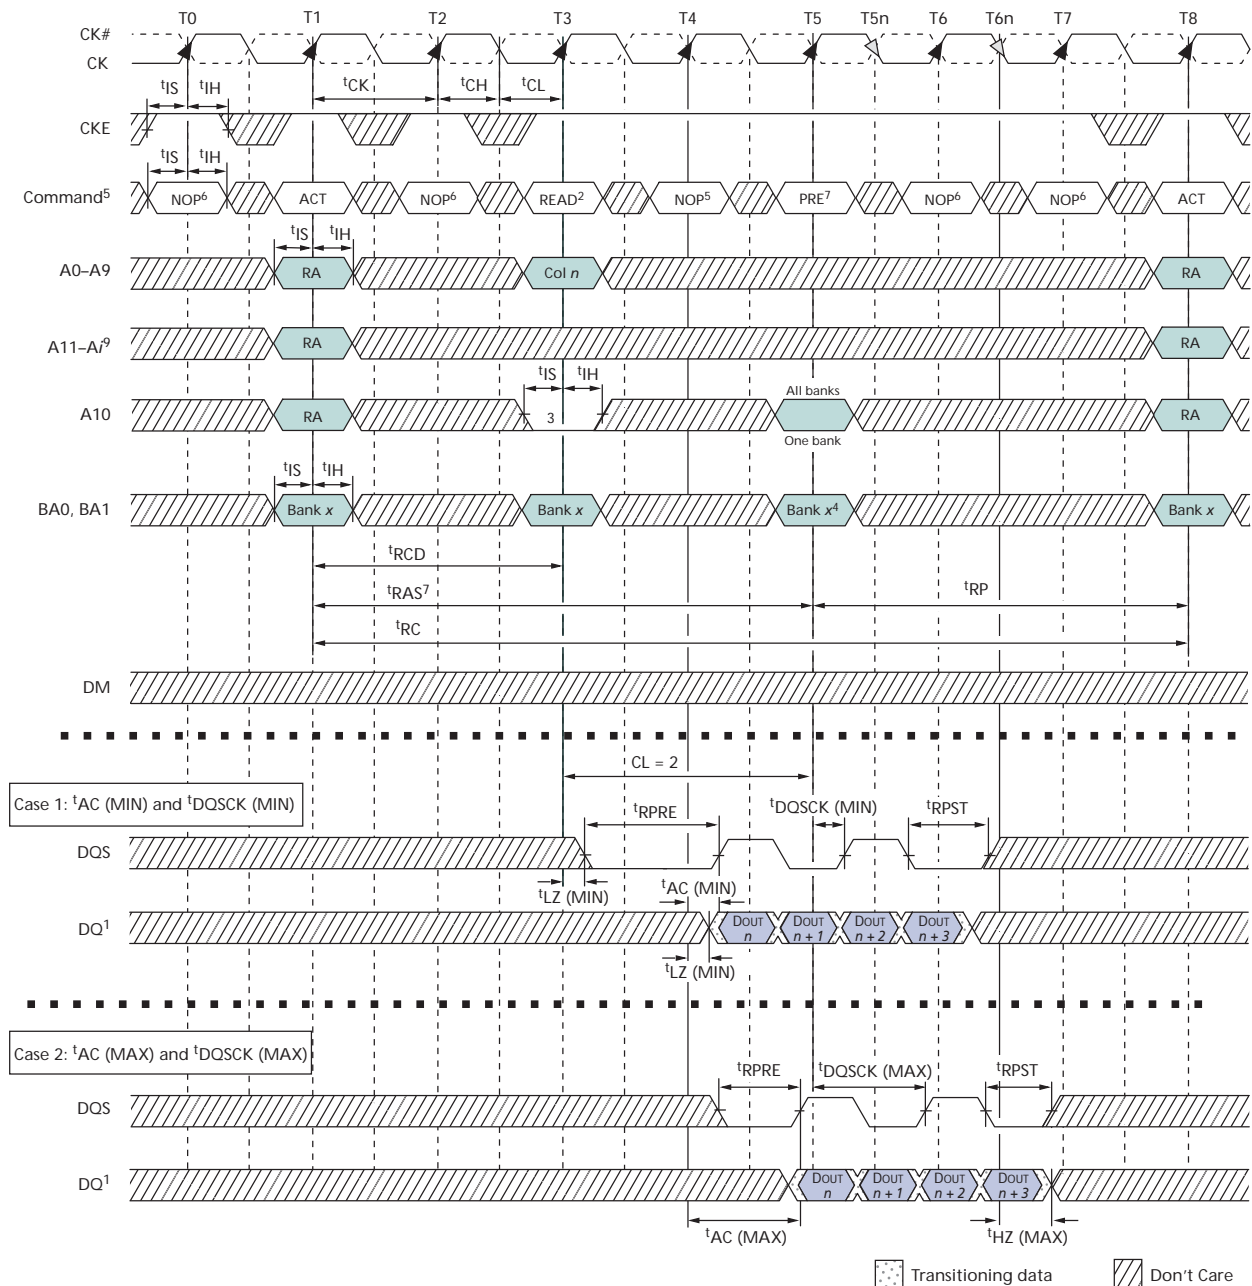 T0 T1 T2 T3 T4 T5 T5n T6 T6n T7 T8
CK#
CK
tIS tIH tCK tCH tCL
CKE
tIS tIH
Command5 NOP6 ACT NOP6 READ2 NOP5 PRE7 NOP6 NOP6 ACT
tIS tIH
A0–A9 RA Col n RA
A11–Ai9 RA RA
tIS tIH All banks
A10 RA 3 RA
One bank
tIS tIH
BA0, BA1 Bank x Bank x Bank x4 Bank x
tRCD
tRAS7 tRP
tRC
DM
CL = 2
Case 1: tAC (MIN) and tDQSCK (MIN)
tRPRE tDQSCK (MIN) tRPST
DQS
tLZ (MIN) tAC (MIN)
DQ1 DOUT n DOUT n + 1 DOUT n + 2 DOUT n + 3
tLZ (MIN)
Case 2: tAC (MAX) and tDQSCK (MAX)
tRPRE tDQSCK (MAX) tRPST
DQS
DQ1 DOUT n DOUT n + 1 DOUT n + 2 DOUT n + 3
tAC (MAX) tHZ (MAX)
Transitioning data Don't Care